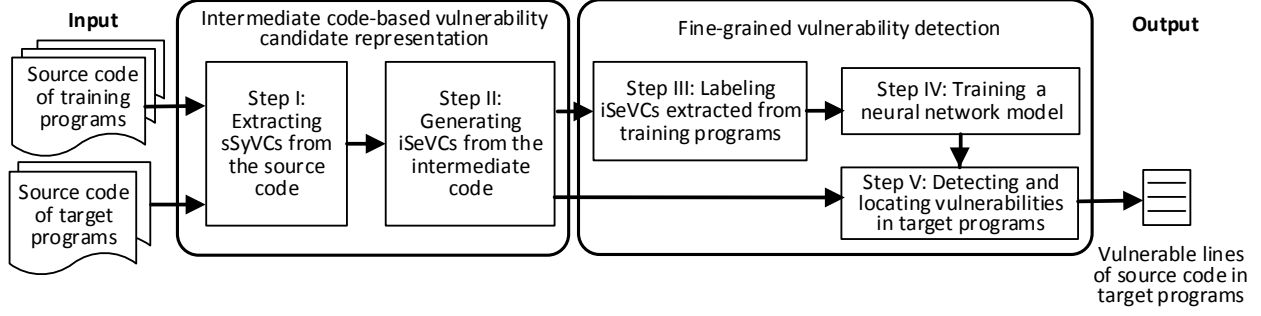 Input
Source code
of training
programs
Source code
of target
programs
Intermediate code-based vulnerability
candidate representation
Step I:
Extracting
sSyVCs from
the source
code
Step II:
Generating
iSeVCs from the
intermediate
code
Fine-grained vulnerability detection
Step III: Labeling
iSeVCs extracted from
training programs
Step IV: Training a
neural network model
Step V: Detecting and
locating vulnerabilities
in target programs
Output
Vulnerable lines
of source code in
target programs